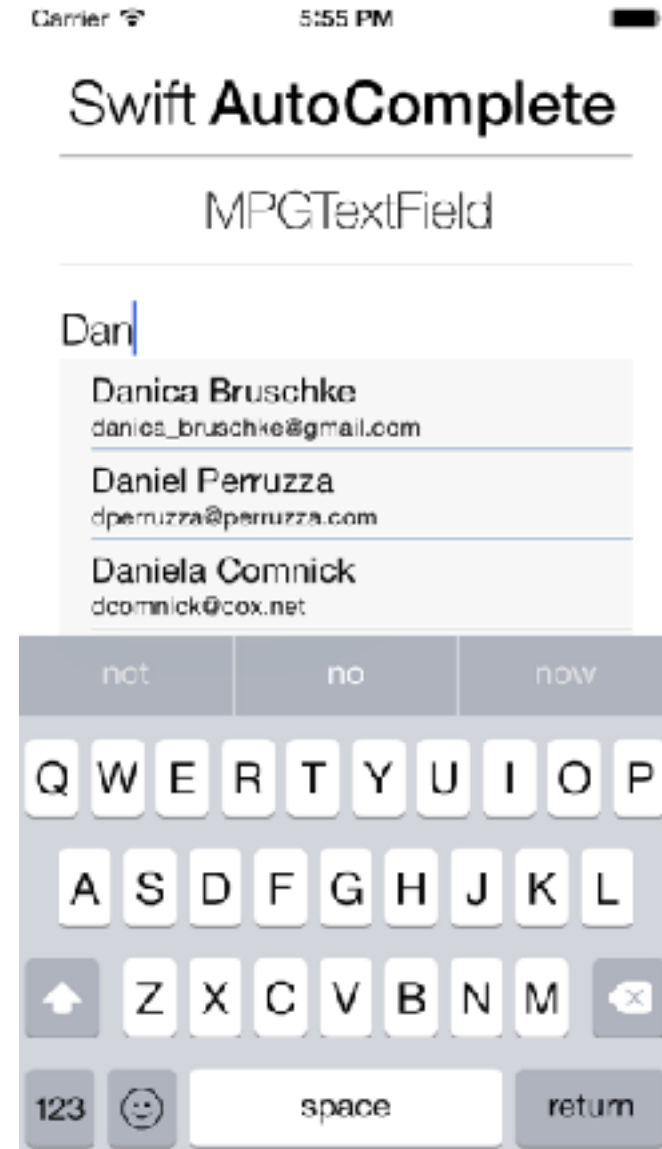 Carrier 5:55 PM
Swift AutoComplete
MPGTextField
Dan
Danica Bruschke
danica_bruschke@gmail.com
Daniel Perruzza
dperruzza@perruzza.com
Daniela Comnick
dcomnick@cox.net
not no now
Q W E R T Y U I O P
A S D F G H J K L
Z X C V B N M
123 space return